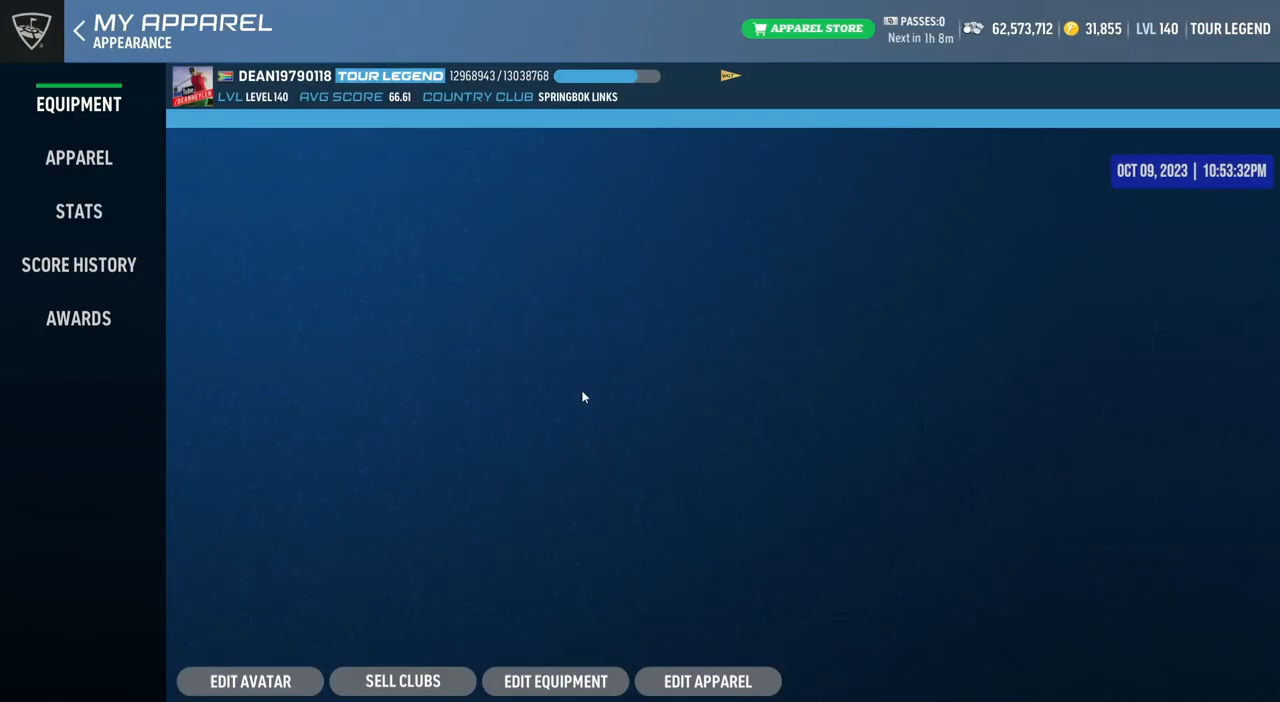 MY APPAREL
APPEARANCE
APPAREL STORE
PASSES:0
Next in 1h 8m
62,573,712
31,855
LVL 140
TOUR LEGEND
DEAN19790118 TOUR LEGEND 12968943/13038768
LVL LEVEL 140 AVG SCORE 66.61 COUNTRY CLUB SPRINGBOK LINKS
WGT
EQUIPMENT
APPAREL
STATS
SCORE HISTORY
AWARDS
OCT 09, 2023 | 10:53:32PM
EDIT AVATAR
SELL CLUBS
EDIT EQUIPMENT
EDIT APPAREL